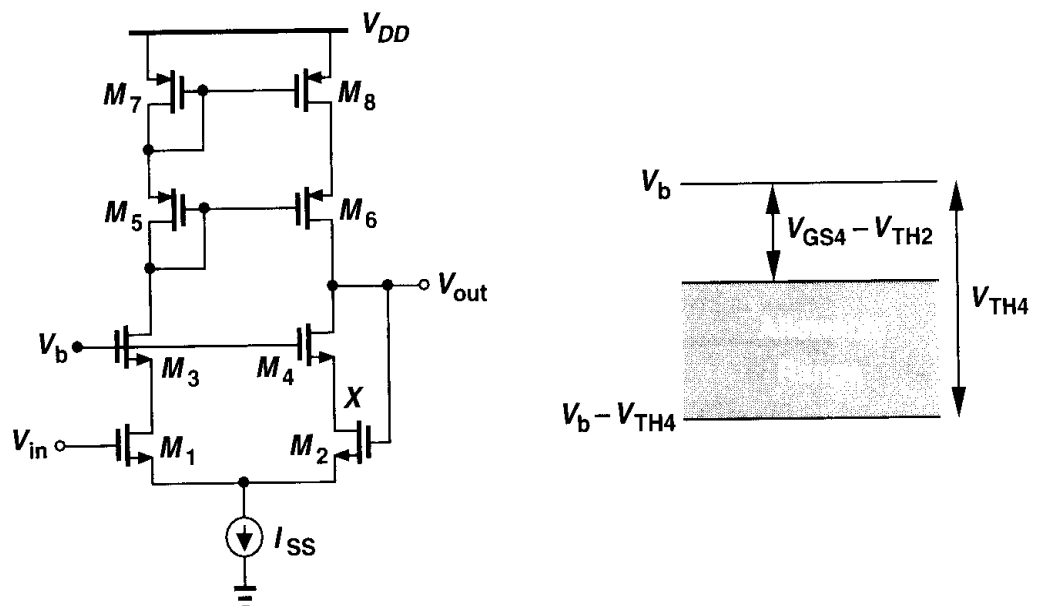 V_DD
M_7
M_8
M_5
M_6
V_out
V_b
M_3
M_4
X
V_in
M_1
M_2
I_SS
V_b
V_GS4 – V_TH2
V_TH4
V_b – V_TH4